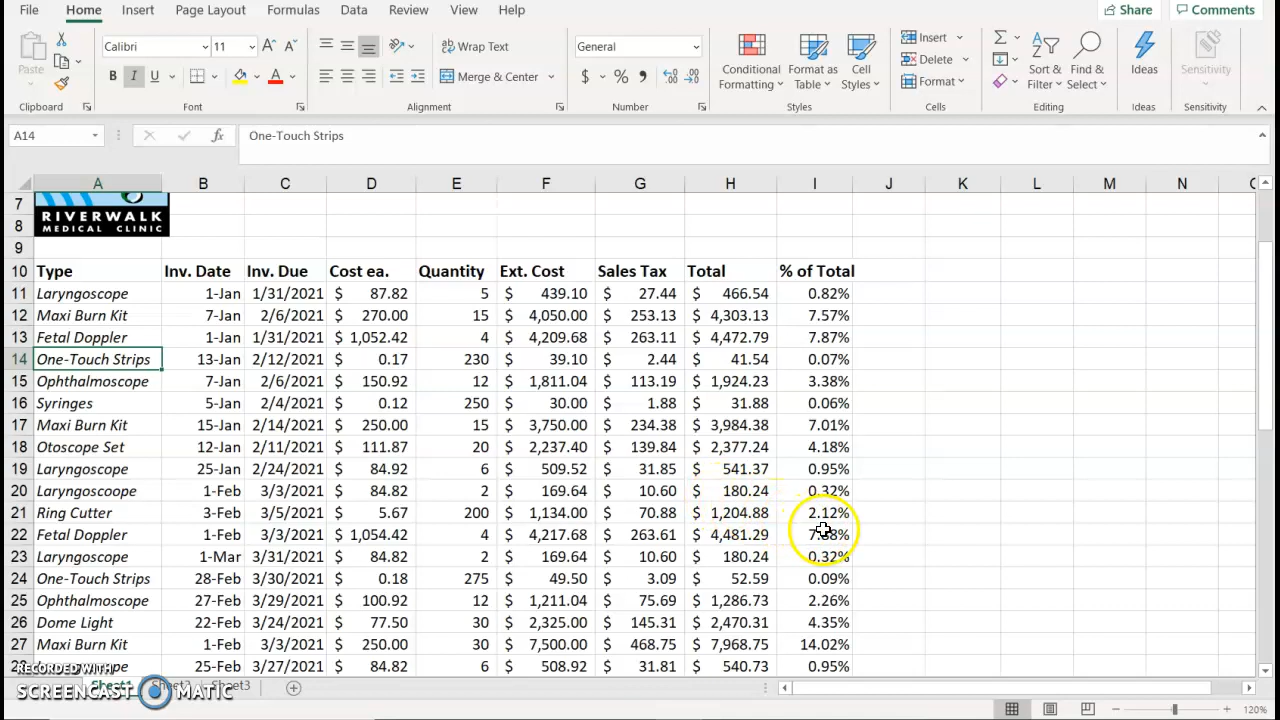 File Home Insert Page Layout Formulas Data Review View Help Share Comments
Paste Calibri 11 A A Wrap Text General Conditional Formatting Format as Table Cell Styles Insert Delete Format Sort & Filter Find & Select Ideas Sensitivity
B I U A Merge & Center $ % ,
Clipboard Font Alignment Number Styles Cells Editing Ideas Sensitivity
A14 fx One-Touch Strips
A B C D E F G H I J K L M N
7
RIVERWALK
8 MEDICAL CLINIC
9
10 Type Inv. Date Inv. Due Cost ea. Quantity Ext. Cost Sales Tax Total % of Total
11 Laryngoscope 1-Jan 1/31/2021 $ 87.82 5 $ 439.10 $ 27.44 $ 466.54 0.82%
12 Maxi Burn Kit 7-Jan 2/6/2021 $ 270.00 15 $ 4,050.00 $ 253.13 $ 4,303.13 7.57%
13 Fetal Doppler 1-Jan 1/31/2021 $ 1,052.42 4 $ 4,209.68 $ 263.11 $ 4,472.79 7.87%
14 One-Touch Strips 13-Jan 2/12/2021 $ 0.17 230 $ 39.10 $ 2.44 $ 41.54 0.07%
15 Ophthalmoscope 7-Jan 2/6/2021 $ 150.92 12 $ 1,811.04 $ 113.19 $ 1,924.23 3.38%
16 Syringes 5-Jan 2/4/2021 $ 0.12 250 $ 30.00 $ 1.88 $ 31.88 0.06%
17 Maxi Burn Kit 15-Jan 2/14/2021 $ 250.00 15 $ 3,750.00 $ 234.38 $ 3,984.38 7.01%
18 Otoscope Set 12-Jan 2/11/2021 $ 111.87 20 $ 2,237.40 $ 139.84 $ 2,377.24 4.18%
19 Laryngoscope 25-Jan 2/24/2021 $ 84.92 6 $ 509.52 $ 31.85 $ 541.37 0.95%
20 Laryngoscoope 1-Feb 3/3/2021 $ 84.82 2 $ 169.64 $ 10.60 $ 180.24 0.32%
21 Ring Cutter 3-Feb 3/5/2021 $ 5.67 200 $ 1,134.00 $ 70.88 $ 1,204.88 2.12%
22 Fetal Doppler 1-Feb 3/3/2021 $ 1,054.42 4 $ 4,217.68 $ 263.61 $ 4,481.29
23 Laryngoscope 1-Mar 3/31/2021 $ 84.82 2 $ 169.64 $ 10.60 $ 180.24 0.32%
24 One-Touch Strips 28-Feb 3/30/2021 $ 0.18 275 $ 49.50 $ 3.09 $ 52.59 0.09%
25 Ophthalmoscope 27-Feb 3/29/2021 $ 100.92 12 $ 1,211.04 $ 75.69 $ 1,286.73 2.26%
26 Dome Light 22-Feb 3/24/2021 $ 77.50 30 $ 2,325.00 $ 145.31 $ 2,470.31 4.35%
27 Maxi Burn Kit 1-Feb 3/3/2021 $ 250.00 30 $ 7,500.00 $ 468.75 $ 7,968.75 14.02%
25-Feb 3/27/2021 $ 84.82 6 $ 508.92 $ 31.81 $ 540.73 0.95%
RECORDED WITH
Sheet1 Sheet2 Sheet3
SCREENCAST MATIC
120%